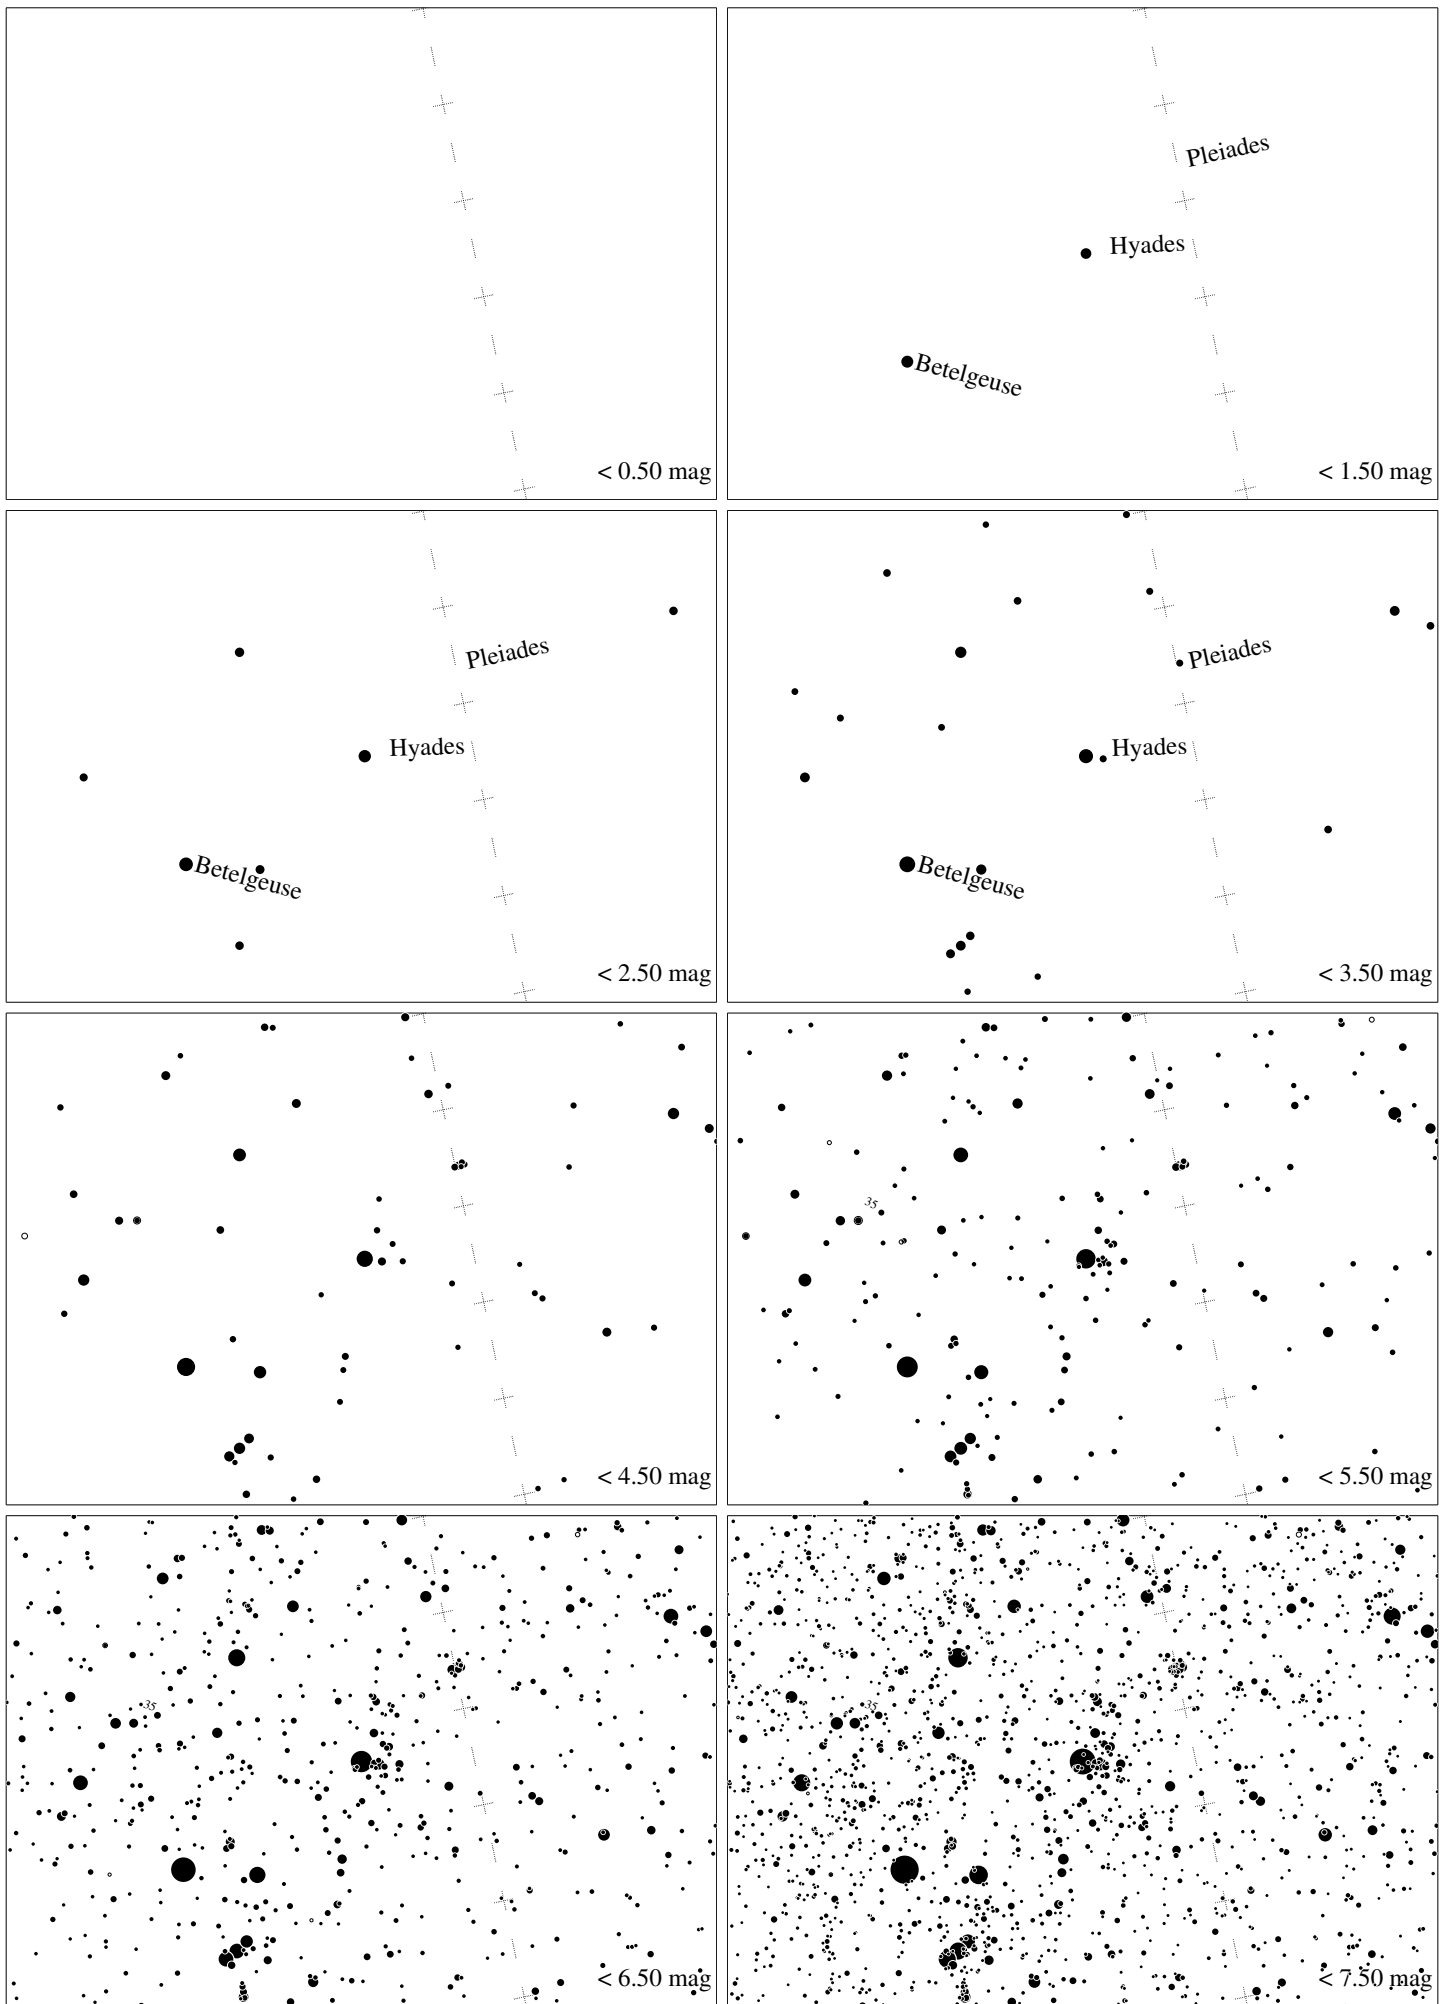 < 0.50 mag
Pleiades
Hyades
Betelgeuse
< 1.50 mag
Pleiades
Hyades
Betelgeuse
< 2.50 mag
Pleiades
Hyades
Betelgeuse
< 3.50 mag
< 4.50 mag
35
< 5.50 mag
35
< 6.50 mag
35
< 7.50 mag